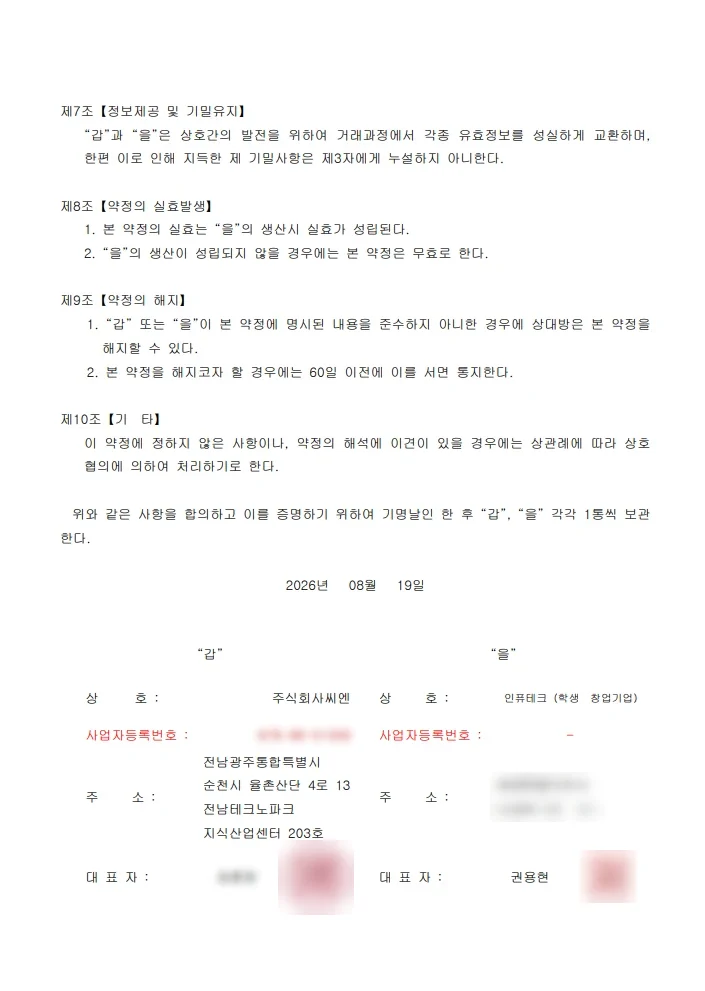 제7조【정보제공 및 기밀유지】
“갑”과 “을”은 상호간의 발전을 위하여 거래과정에서 각종 유효정보를 성실하게 교환하며,
한편 이로 인해 지득한 제 기밀사항은 제3자에게 누설하지 아니한다.
제8조【약정의 실효발생】
1. 본 약정의 실효는 “을”의 생산시 실효가 성립된다.
2. “을”의 생산이 성립되지 않을 경우에는 본 약정은 무효로 한다.
제9조【약정의 해지】
1. “갑” 또는 “을”이 본 약정에 명시된 내용을 준수하지 아니한 경우에 상대방은 본 약정을
해지할 수 있다.
2. 본 약정을 해지코자 할 경우에는 60일 이전에 이를 서면 통지한다.
제10조【기 타】
이 약정에 정하지 않은 사항이나, 약정의 해석에 이견이 있을 경우에는 상관례에 따라 상호
협의에 의하여 처리하기로 한다.
위와 같은 사항을 합의하고 이를 증명하기 위하여 기명날인 한 후 “갑”, “을” 각각 1통씩 보관
한다.
2026년 08월 19일
“갑” “을”
상 호 : 주식회사씨엔 상 호 : 인퓨테크 (학생 창업기업)
사업자등록번호 : 사업자등록번호 : -
전남광주통합특별시
순천시 율촌산단 4로 13
주 소 : 주 소 :
전남테크노파크
지식산업센터 203호
대 표 자 : 대 표 자 : 권용현